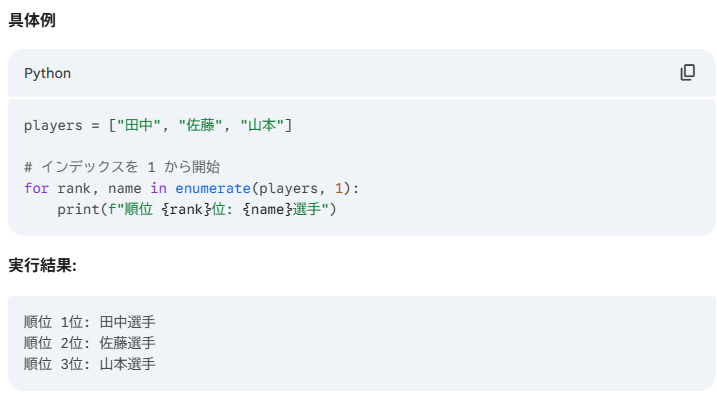 具体例
Python
players = ["田中", "佐藤", "山本"]
# インデックスを 1 から開始
for rank, name in enumerate(players, 1):
    print(f"順位 {rank}位: {name}選手")
実行結果:
順位 1位: 田中選手
順位 2位: 佐藤選手
順位 3位: 山本選手